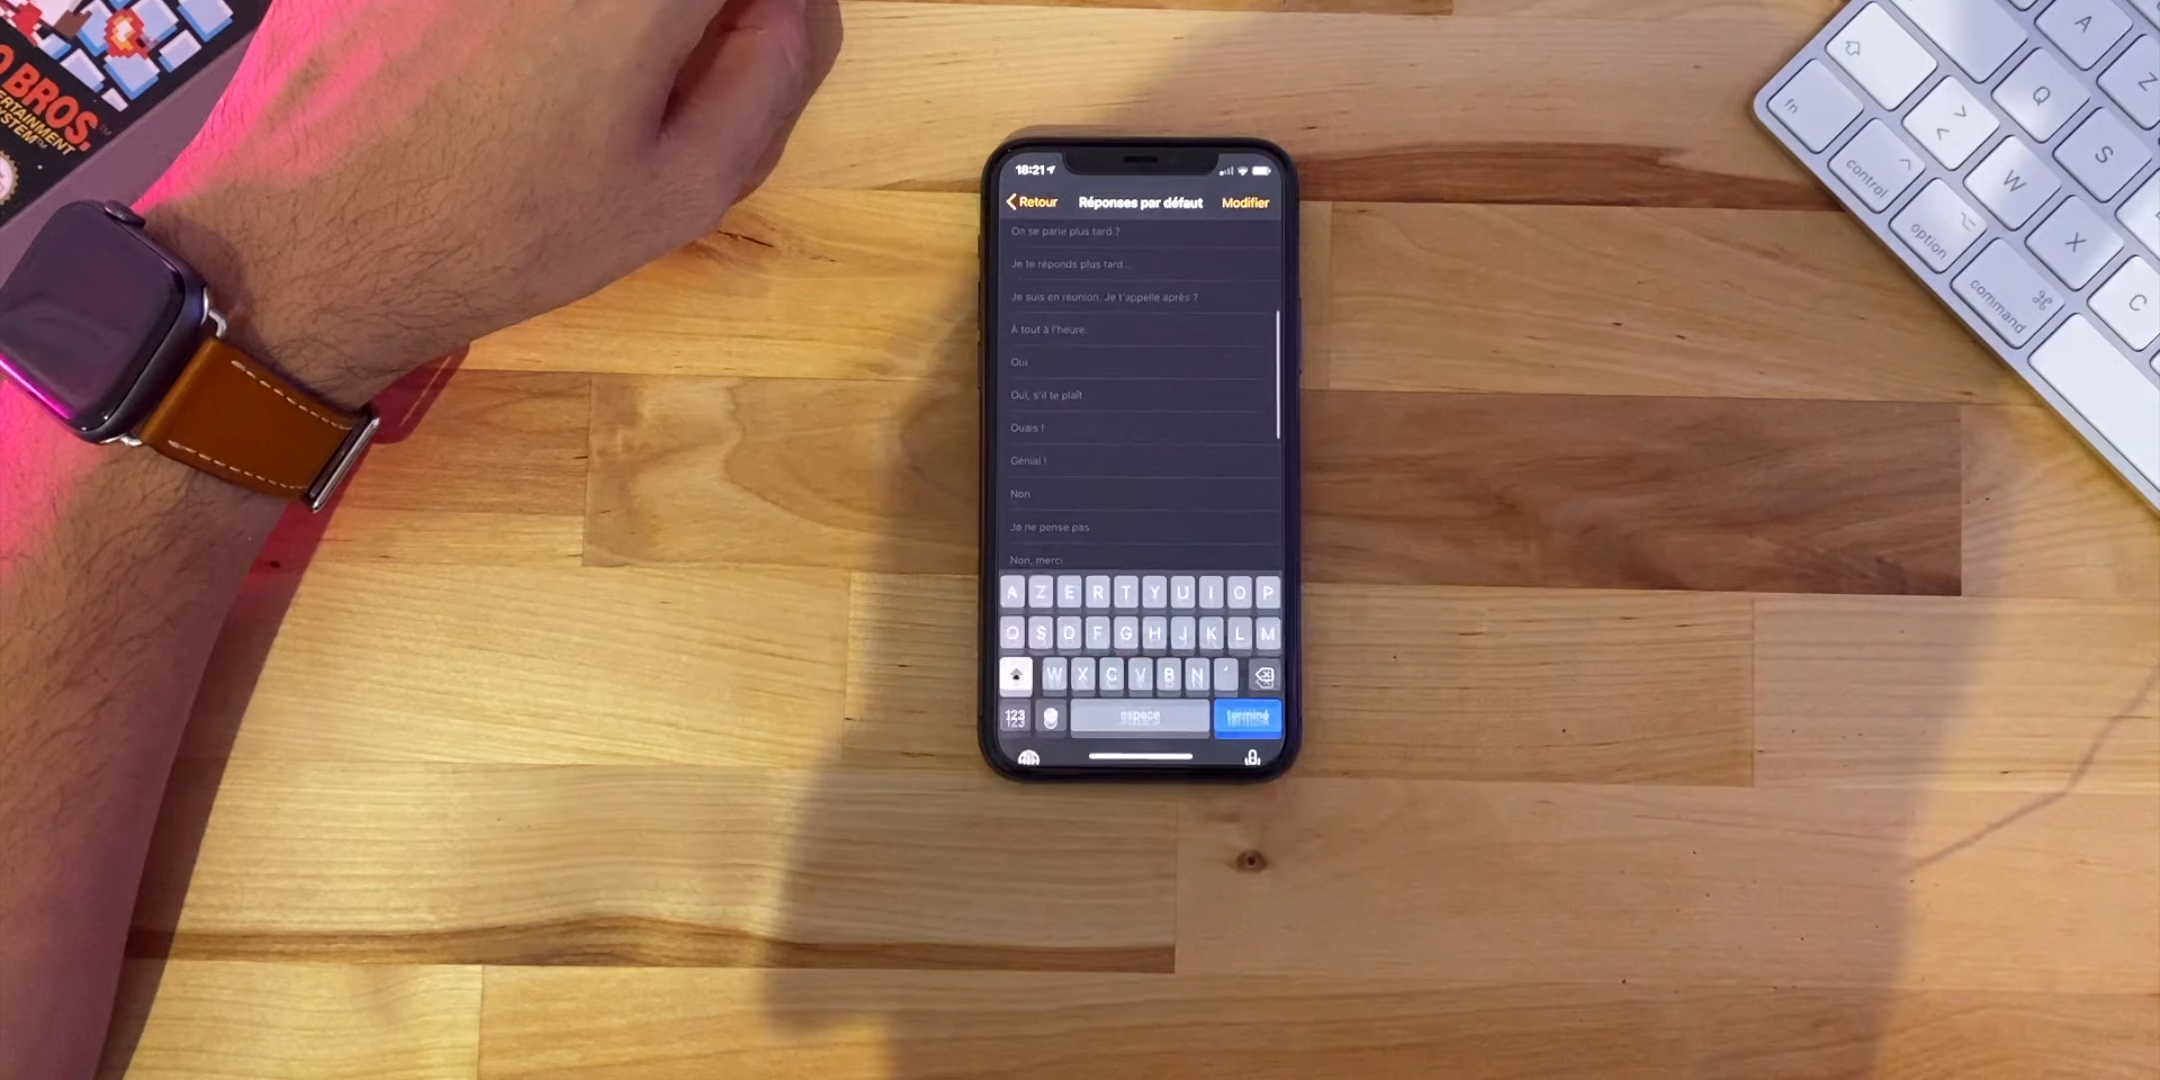 BROS.
ERTAINMENT
SYSTEM
18:21
Retour
Réponses par défaut
Modifier
On se parle plus tard ?
Je te réponds plus tard...
Je suis en réunion. Je t'appelle après ?
À tout à l'heure.
Oui
Oui, s'il te plaît
Ouais !
Génial !
Non
Je ne pense pas
Non, merci
A Z E R T Y U I O P
Q S D F G H J K L M
W X C V B N '
123
espace
terminé
A
Z
fn
> <
Q
S
control
W
option
X
command
C